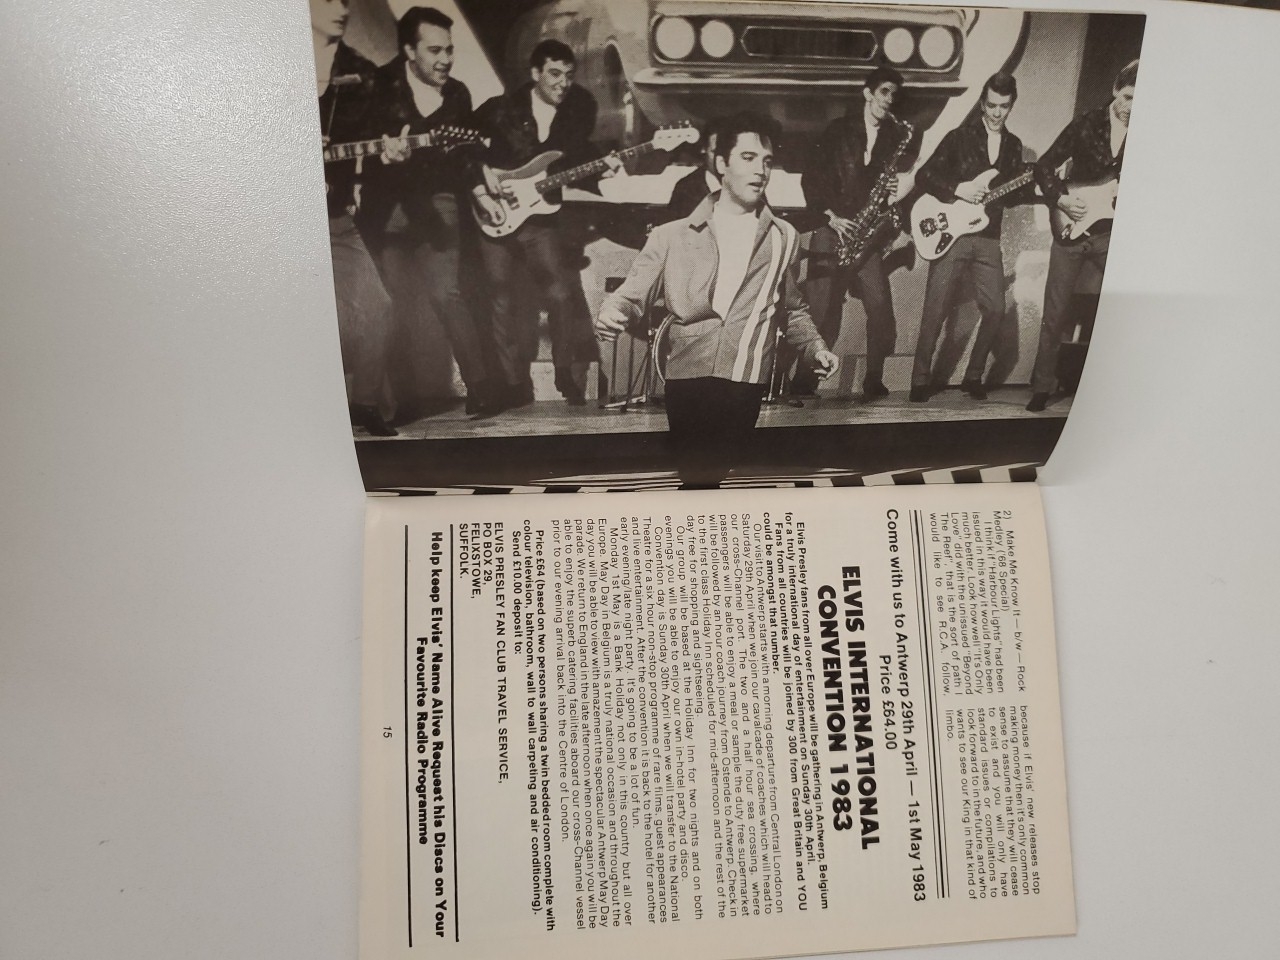 2) Make Me Know It — b/w — Rock
Medley ('68 Special)
I think if "Harbour Lights" had been
issued in this way it would have been
much better. Look how well "It's Only
Love" did with the unissued "Beyond
The Reef", that is the sort of path I
would like to see R.C.A. follow,
because if Elvis' new releases stop
making money then it's only common
sense to assume that they will cease
to exist and you will only have
standard issues or compilations to
look forward to in the future, and who
wants to see our King in that kind of
limbo.
Come with us to Antwerp 29th April — 1st May 1983
Price £64.00
ELVIS INTERNATIONAL
CONVENTION 1983
Elvis Presley fans from all over Europe will be gathering in Antwerp, Belgium
for a truly international day of entertainment on Sunday 30th April.
Fans from all countries will be joined by 300 from Great Britain and YOU
could be amongst that number.
Our visit to Antwerp starts with a morning departure from Central London on
Saturday 29th April when we join our cavalcade of coaches which will head to
our cross-Channel port. The two and a half hour sea crossing, where
passengers will be able to enjoy a meal or sample the duty free supermarket
will be followed by an hour coach journey from Ostende to Antwerp. Check in
to the first class Holiday Inn scheduled for mid-afternoon and the rest of the
day free for shopping and sightseeing.
Our group will be based at the Holiday Inn for two nights and on both
evenings you will be able to enjoy our own in-hotel party and disco.
Convention day is Sunday 30th April when we will transfer to the National
Theatre for a six hour non-stop programme of rare films, guest appearances
and live entertainment. After the convention it is back to the hotel for another
early evening/late night party. It's going to be a lot of fun.
Monday 1st May is a Bank Holiday not only in this country but all over
Europe. May Day in Belgium is a truly national occasion and throughout the
day you will be able to view with amazement the spectacular Antwerp May Day
parade. We return to England in the late afternoon when once again you will be
able to enjoy the superb catering facilities aboard our cross-Channel vessel
prior to our evening arrival back into the Centre of London.
Price £64 (based on two persons sharing a twin bedded room complete with
colour television, bathroom, wall to wall carpeting and air conditioning).
Send £10.00 deposit to:
ELVIS PRESLEY FAN CLUB TRAVEL SERVICE,
PO BOX 29,
FELIXSTOWE,
SUFFOLK.
Help keep Elvis' Name Alive Request his Discs on Your
Favourite Radio Programme
15